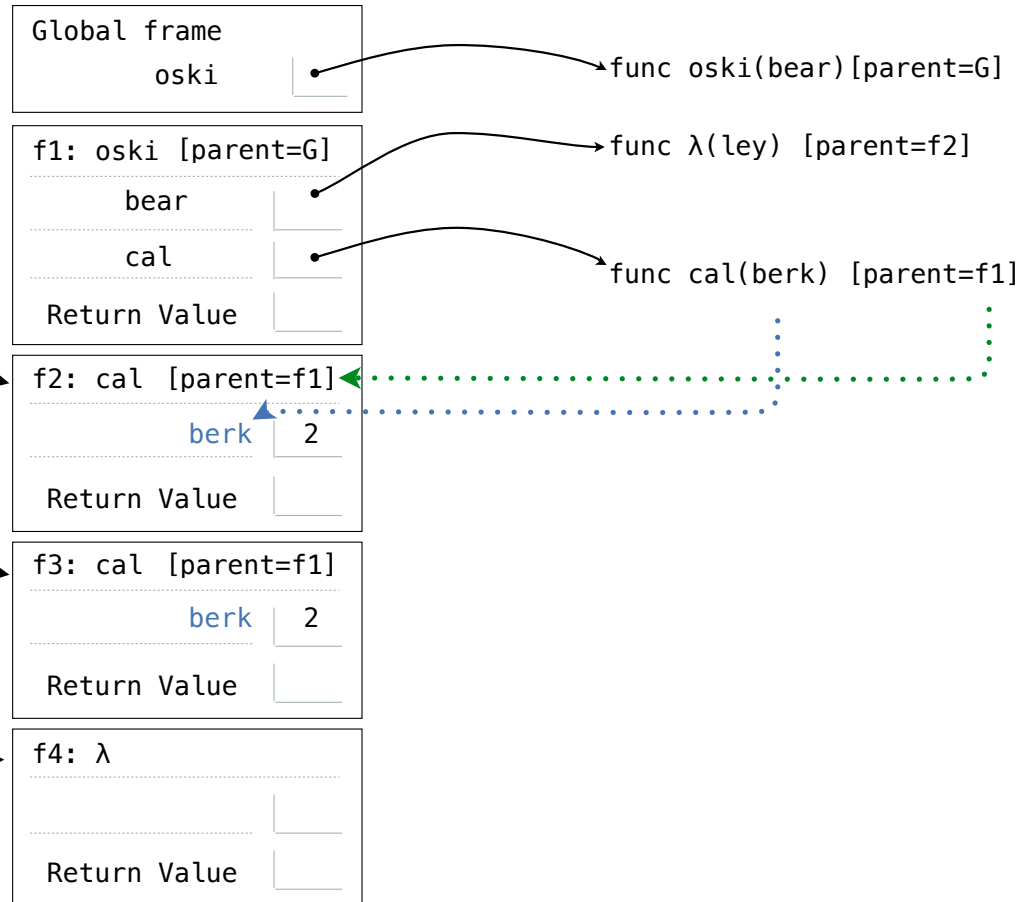 Global frame
oski
func oski(bear)[parent=G]
f1: oski [parent=G]
func λ(ley) [parent=f2]
bear
cal
func cal(berk) [parent=f1]
Return Value
f2: cal [parent=f1]
berk 2
Return Value
f3: cal [parent=f1]
berk 2
Return Value
f4: λ
Return Value